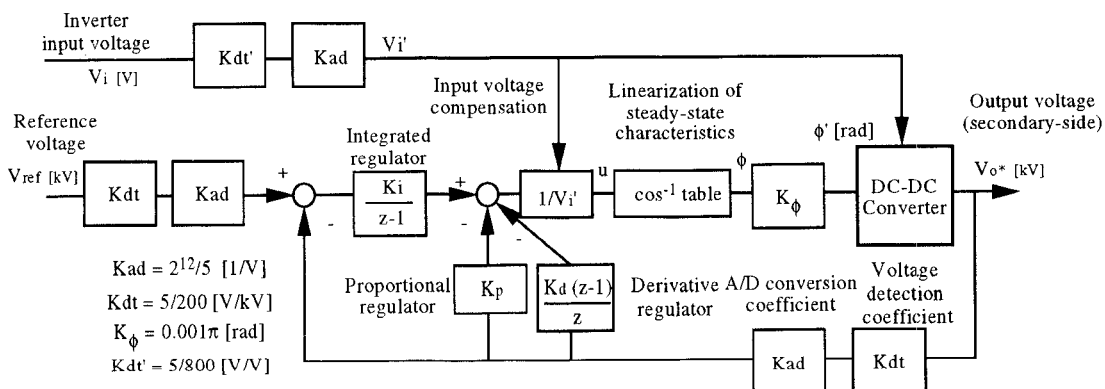 Inverter
input voltage
Vi [V]
Kdt'
Kad
Vi'
Input voltage
compensation
Linearization of
steady-state
characteristics
Output voltage
(secondary-side)
Reference
voltage
Vref [kV]
Kdt
Kad
+
-
Integrated
regulator
Ki
z-1
+
-
-
1/Vi'
u
cos⁻¹ table
ϕ
Kϕ
ϕ' [rad]
DC-DC
Converter
Vo* [kV]
Kad = 2¹²/5 [1/V]
Kdt = 5/200 [V/kV]
Kϕ = 0.001π [rad]
Kdt' = 5/800 [V/V]
Proportional
regulator
Kp
Kd (z-1)
z
Derivative
regulator
A/D conversion
coefficient
Voltage
detection
coefficient
Kad
Kdt